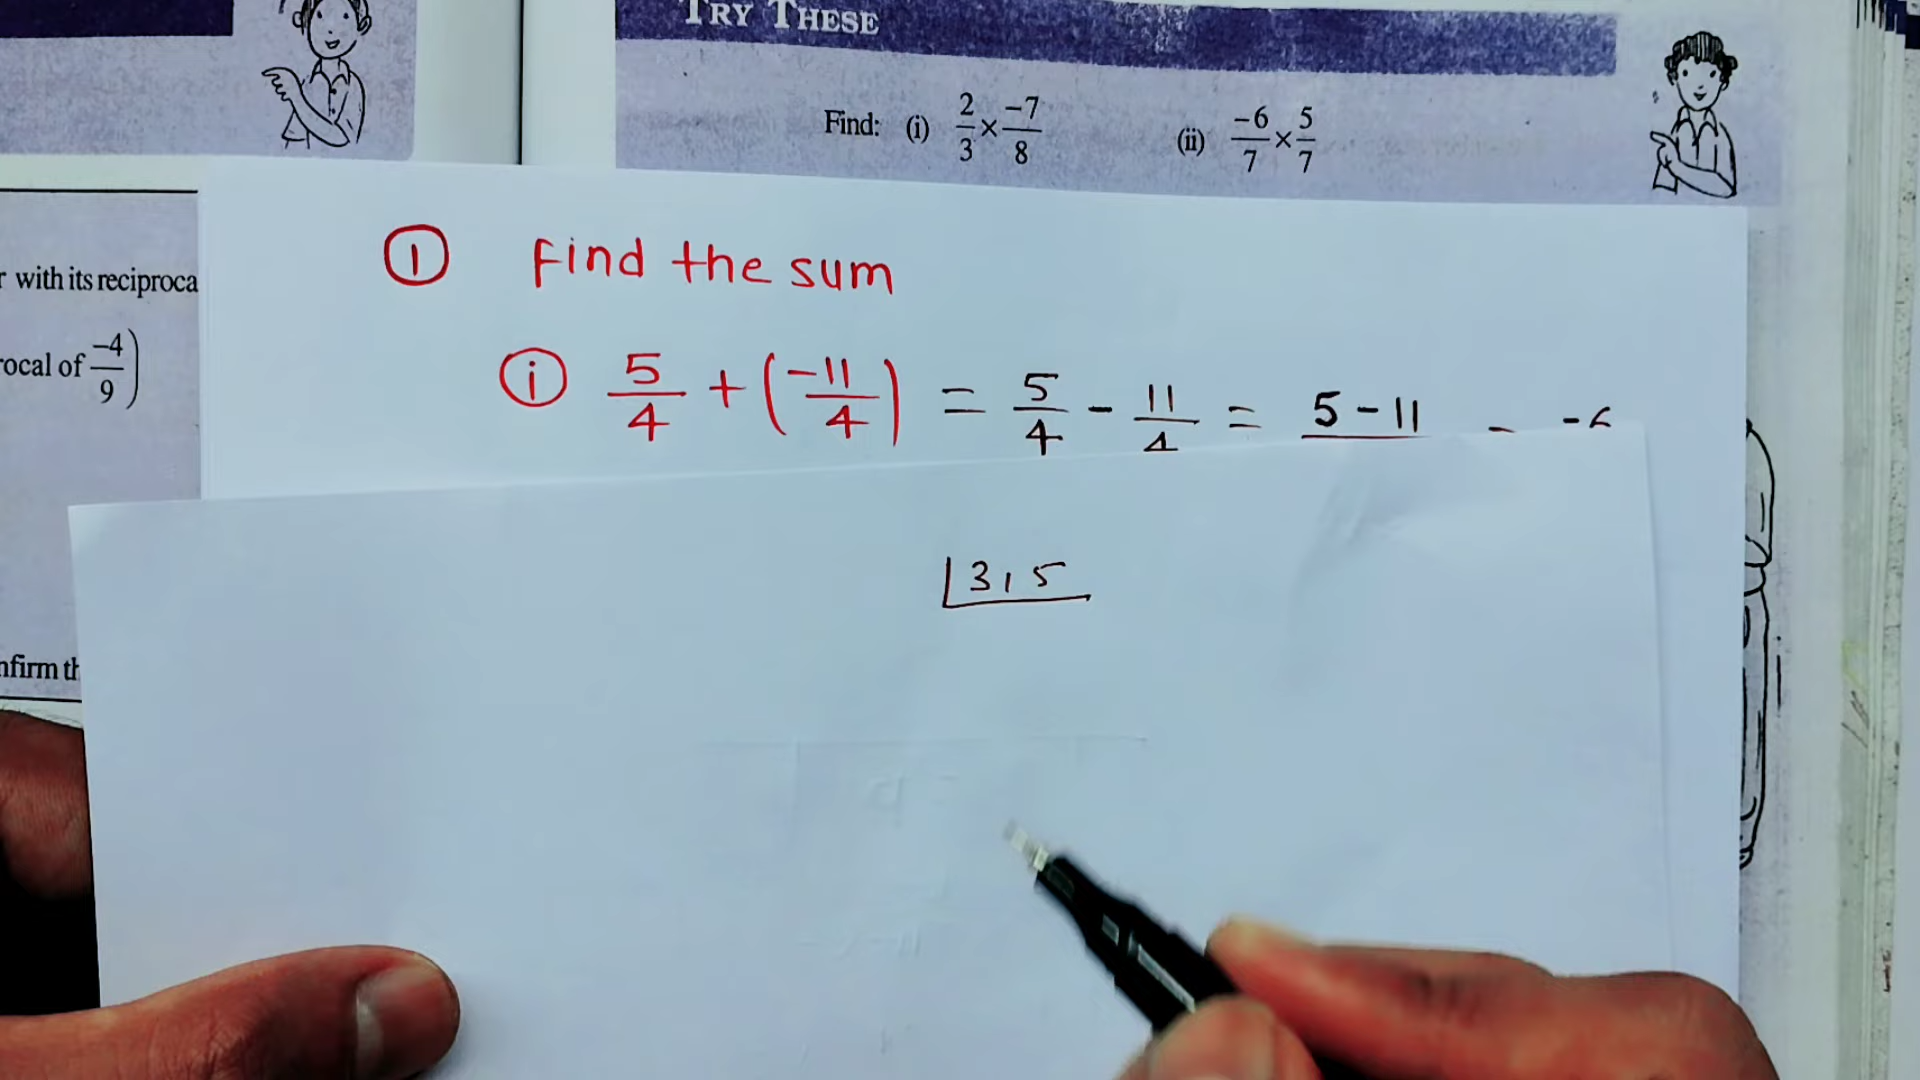 TRY THESE
Find: (i) 2/3 × -7/8 (ii) -6/7 × 5/7
with its reciproca
rocal of -4/9)
nfirm th
① Find the sum
ⓘ 5/4 + (-11/4) = 5/4 - 11/4 = 5-11
3, 5